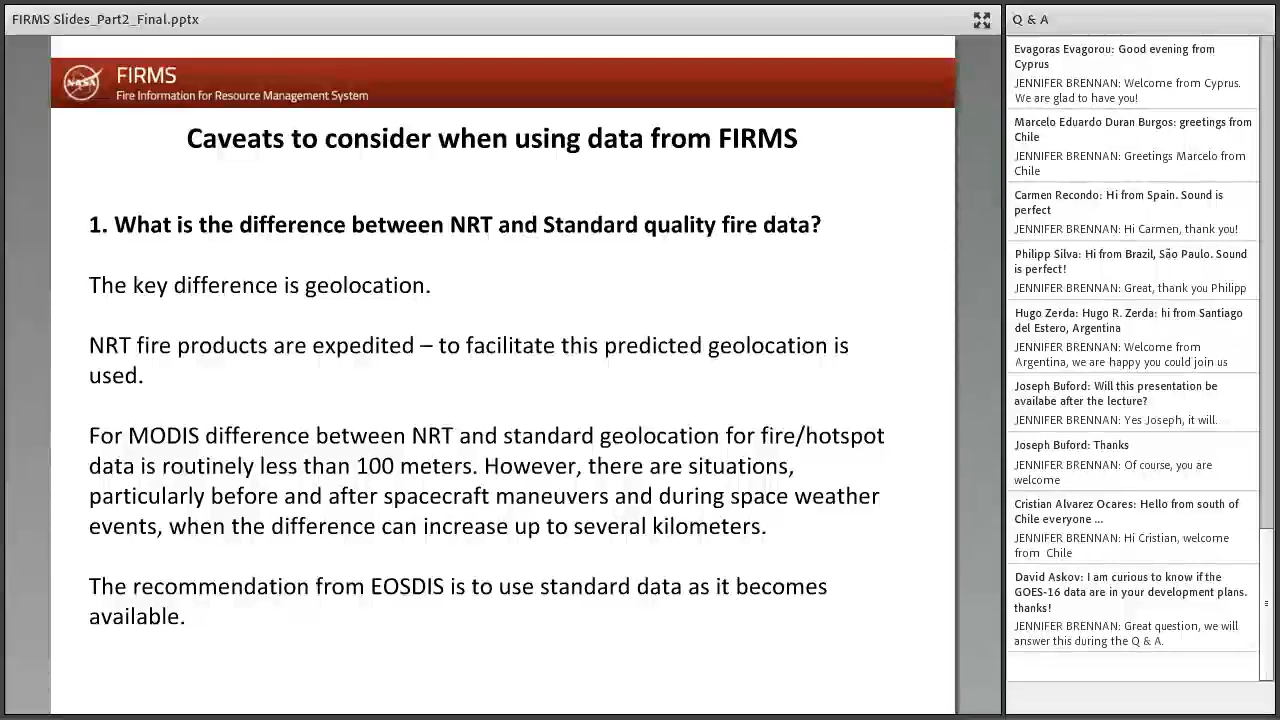 FIRMS Slides_Part2_Final.pptx
NASA
FIRMS
Fire Information for Resource Management System
Caveats to consider when using data from FIRMS
1. What is the difference between NRT and Standard quality fire data?
The key difference is geolocation.
NRT fire products are expedited – to facilitate this predicted geolocation is
used.
For MODIS difference between NRT and standard geolocation for fire/hotspot
data is routinely less than 100 meters. However, there are situations,
particularly before and after spacecraft maneuvers and during space weather
events, when the difference can increase up to several kilometers.
The recommendation from EOSDIS is to use standard data as it becomes
available.
Q & A
Evagoras Evagorou: Good evening from
Cyprus
JENNIFER BRENNAN: Welcome from Cyprus.
We are glad to have you!
Marcelo Eduardo Duran Burgos: greetings from
Chile
JENNIFER BRENNAN: Greetings Marcelo from
Chile
Carmen Recondo: Hi from Spain. Sound is
perfect
JENNIFER BRENNAN: Hi Carmen, thank you!
Philipp Silva: Hi from Brazil, São Paulo. Sound
is perfect!
JENNIFER BRENNAN: Great, thank you Philipp
Hugo Zerda: Hugo R. Zerda: hi from Santiago
del Estero, Argentina
JENNIFER BRENNAN: Welcome from
Argentina, we are happy you could join us
Joseph Buford: Will this presentation be
availabe after the lecture?
JENNIFER BRENNAN: Yes Joseph, it will.
Joseph Buford: Thanks
JENNIFER BRENNAN: Of course, you are
welcome
Cristian Alvarez Ocares: Hello from south of
Chile everyone ...
JENNIFER BRENNAN: Hi Cristian, welcome
from Chile
David Askov: I am curious to know if the
GOES-16 data are in your development plans.
thanks!
JENNIFER BRENNAN: Great question, we will
answer this during the Q & A.